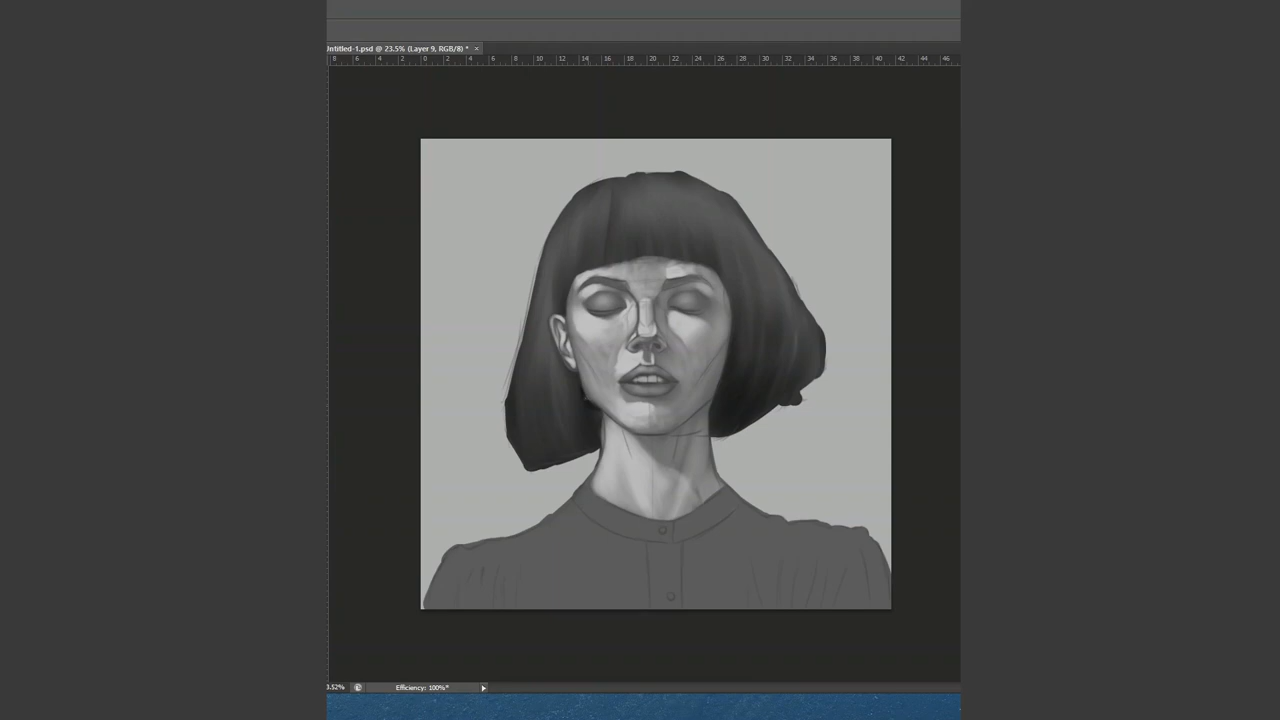 Untitled-1.psd @ 23.5% (Layer 9, RGB/8) * ×
8 6 4 2 0 2 4 6 8 10 12 14 16 18 20 22 24 26 28 30 32 34 36 38 40 42 44 46
3.52% Efficiency: 100%*